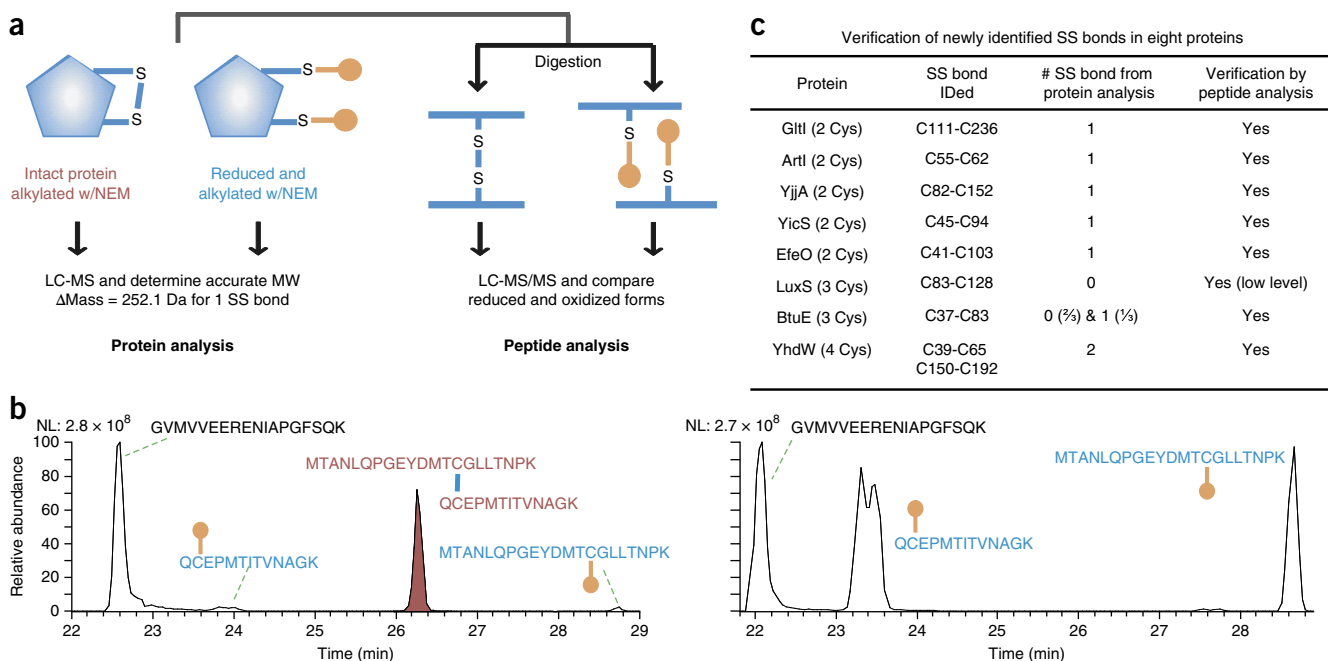 a
S
S
Intact protein
alkylated w/NEM
S
S
Reduced and
alkylated w/NEM
LC-MS and determine accurate MW
ΔMass = 252.1 Da for 1 SS bond
Protein analysis
Digestion
S
S
S
S
LC-MS/MS and compare
reduced and oxidized forms
Peptide analysis
c
Verification of newly identified SS bonds in eight proteins
Protein SS bond IDed # SS bond from protein analysis Verification by peptide analysis
GltI (2 Cys) C111-C236 1 Yes
ArtI (2 Cys) C55-C62 1 Yes
YjjA (2 Cys) C82-C152 1 Yes
YicS (2 Cys) C45-C94 1 Yes
EfeO (2 Cys) C41-C103 1 Yes
LuxS (3 Cys) C83-C128 0 Yes (low level)
BtuE (3 Cys) C37-C83 0 (⅔) & 1 (⅓) Yes
YhdW (4 Cys) C39-C65 2 Yes
C150-C192
b
NL: 2.8 × 10⁸
GVMVVEERENIAPGFSQK
MTANLQPGEYDMTCGLLTNPK
QCEPMTITVNAGK
QCEPMTITVNAGK
MTANLQPGEYDMTCGLLTNPK
Relative abundance
100
80
60
40
20
0
22 23 24 25 26 27 28 29
Time (min)
NL: 2.7 × 10⁸
GVMVVEERENIAPGFSQK
MTANLQPGEYDMTCGLLTNPK
QCEPMTITVNAGK
22 23 24 25 26 27 28
Time (min)